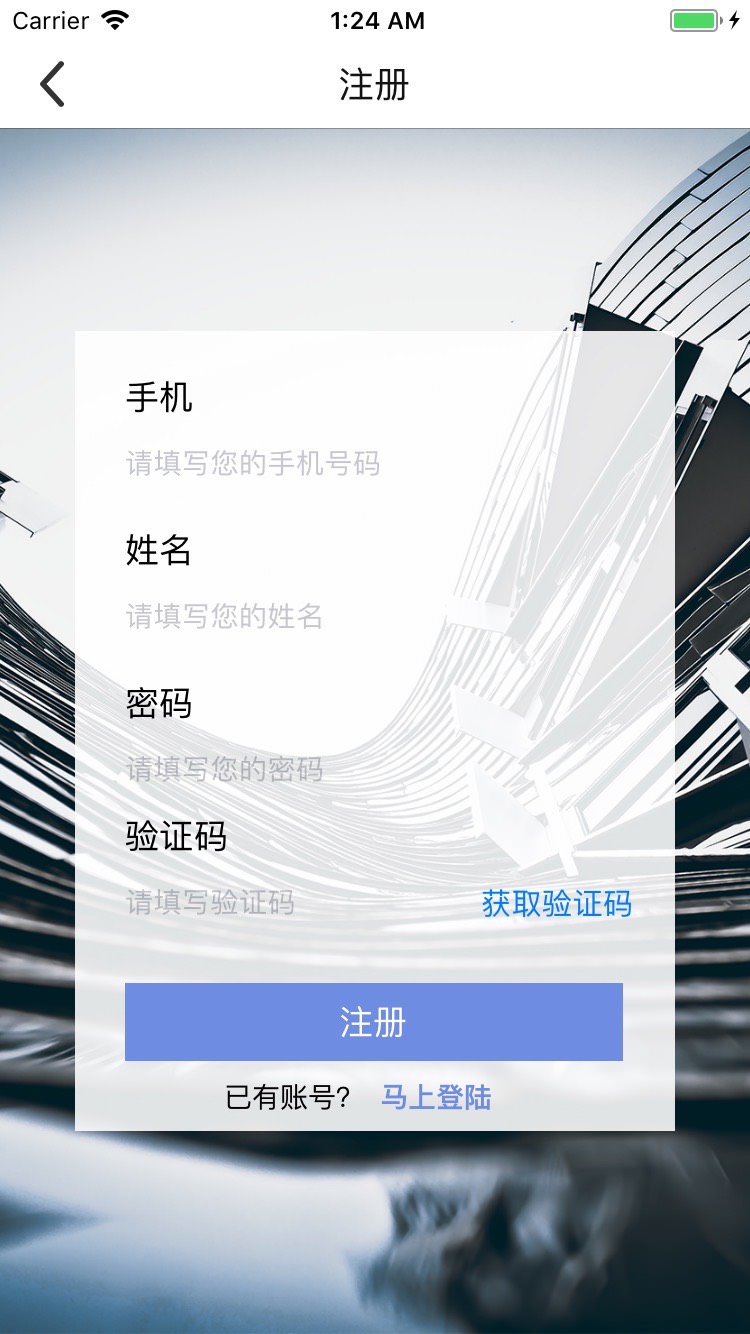 Carrier 1:24 AM
注册
手机
请填写您的手机号码
姓名
请填写您的姓名
密码
请填写您的密码
验证码
请填写验证码 获取验证码
注册
已有账号? 马上登陆